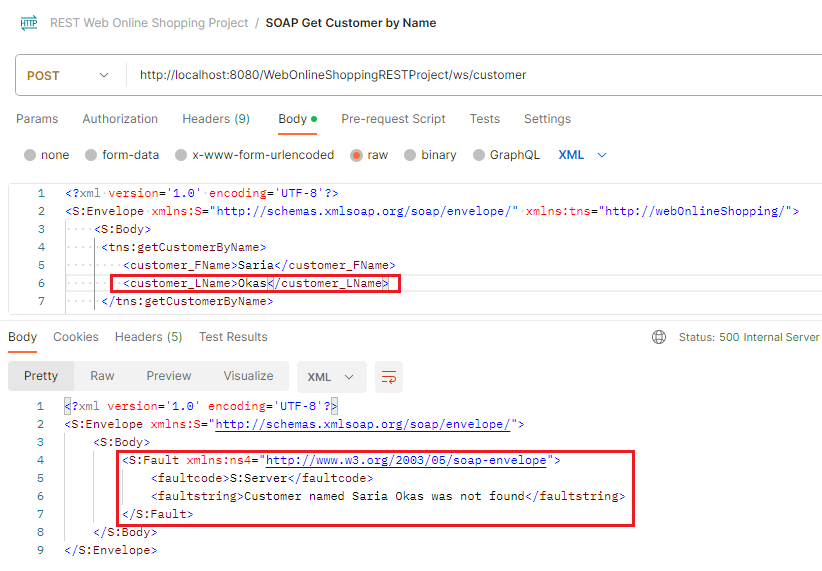 HTTP REST Web Online Shopping Project / SOAP Get Customer by Name
POST http://localhost:8080/WebOnlineShoppingRESTProject/ws/customer
Params Authorization Headers (9) Body Pre-request Script Tests Settings
none form-data x-www-form-urlencoded raw binary GraphQL XML
1 <?xml version='1.0' encoding='UTF-8'?>
2 <S:Envelope xmlns:S="http://schemas.xmlsoap.org/soap/envelope/" xmlns:tns="http://webOnlineShopping/">
3 <S:Body>
4 <tns:getCustomerByName>
5 <customer_FName>Saria</customer_FName>
6 <customer_LName>Okas</customer_LName>
7 </tns:getCustomerByName>
Body Cookies Headers (5) Test Results Status: 500 Internal Server
Pretty Raw Preview Visualize XML
1 <?xml version='1.0' encoding='UTF-8'?>
2 <S:Envelope xmlns:S="http://schemas.xmlsoap.org/soap/envelope/">
3 <S:Body>
4 <S:Fault xmlns:ns4="http://www.w3.org/2003/05/soap-envelope">
5 <faultcode>S:Server</faultcode>
6 <faultstring>Customer named Saria Okas was not found</faultstring>
7 </S:Fault>
8 </S:Body>
9 </S:Envelope>